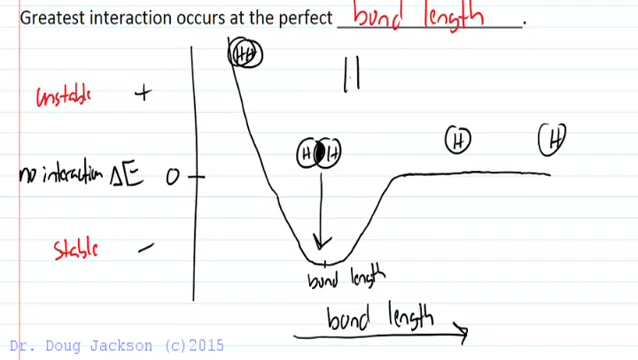 Greatest interaction occurs at the perfect bond length.
HH
unstable +
H H
H
H
no interaction ΔE 0
stable -
bond length
bond length
Dr. Doug Jackson (c)2015